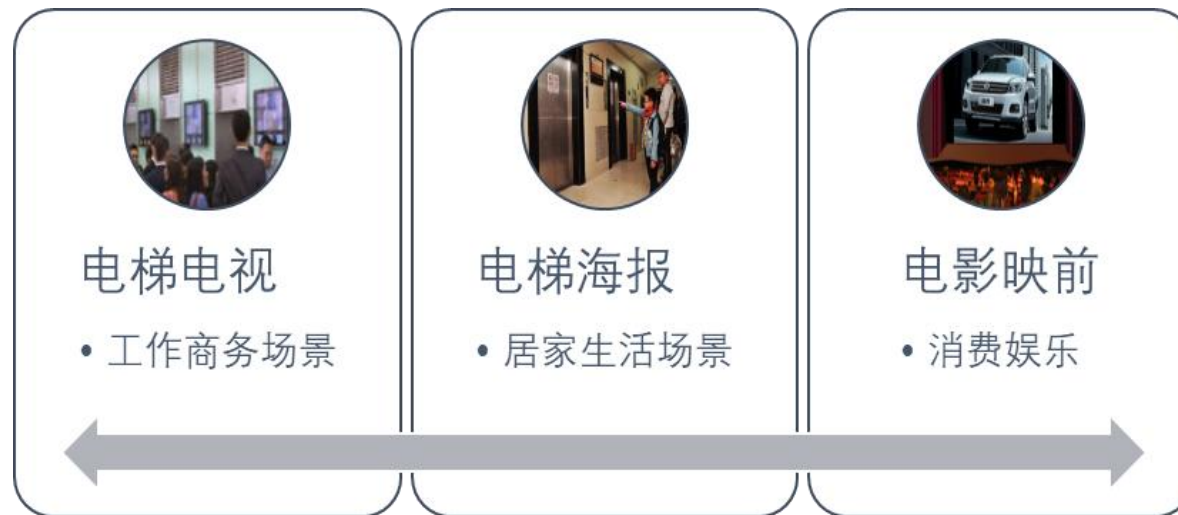 电梯电视
• 工作商务场景
电梯海报
• 居家生活场景
电影映前
• 消费娱乐